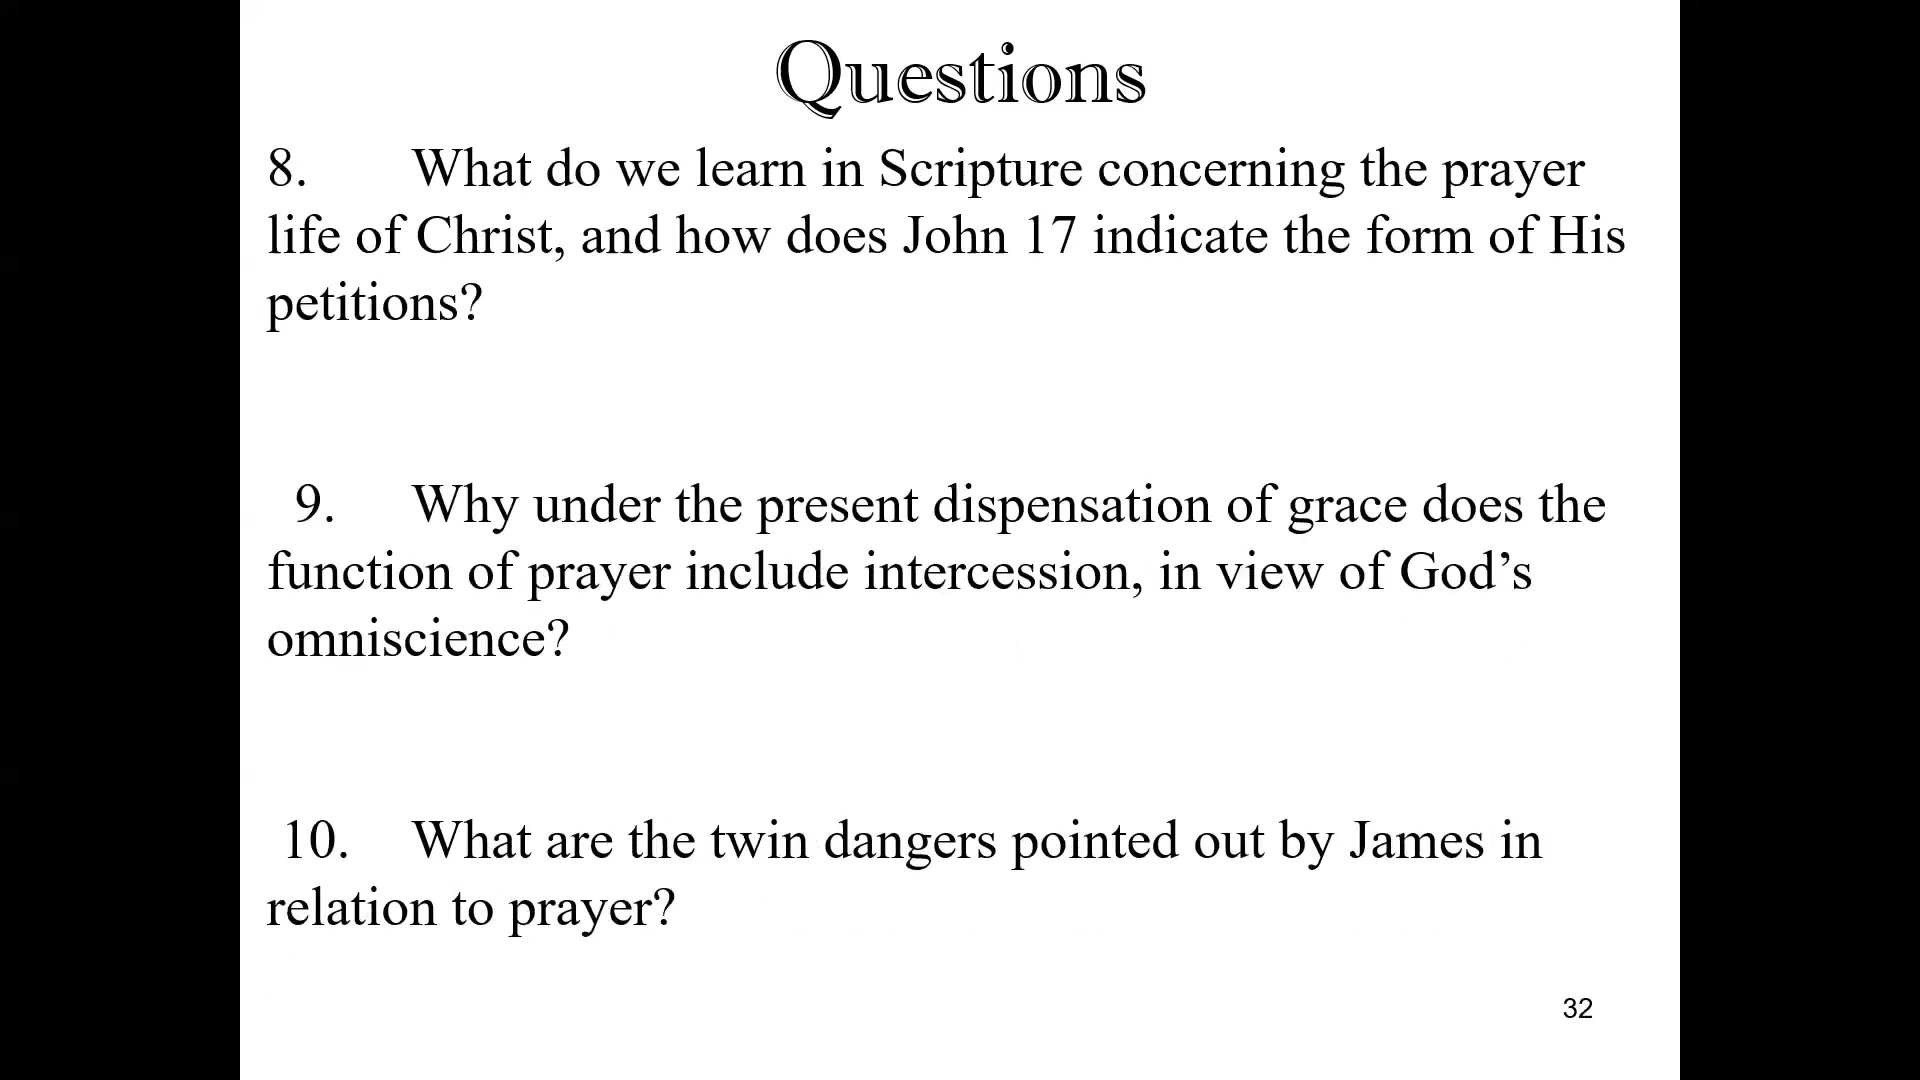 Questions
8. What do we learn in Scripture concerning the prayer
life of Christ, and how does John 17 indicate the form of His
petitions?
9. Why under the present dispensation of grace does the
function of prayer include intercession, in view of God’s
omniscience?
10. What are the twin dangers pointed out by James in
relation to prayer?
32